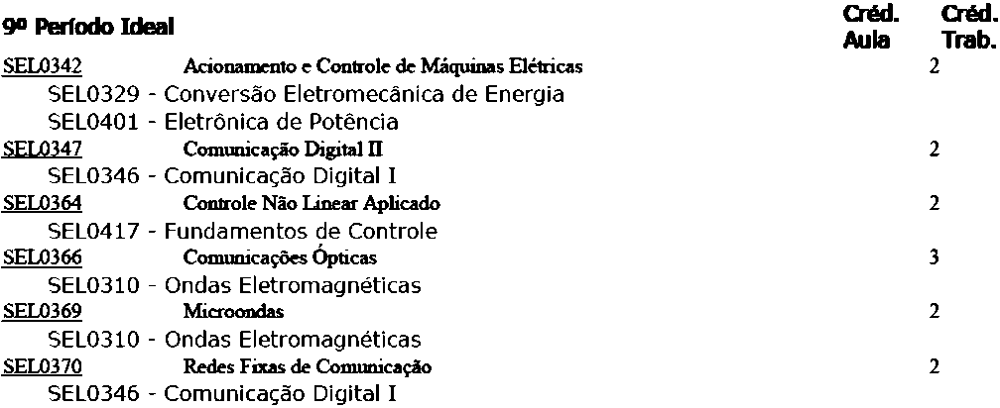 9º Período Ideal Créd. Aula Créd. Trab.
SEL0342 Acionamento e Controle de Máquinas Elétricas 2
SEL0329 - Conversão Eletromecânica de Energia
SEL0401 - Eletrônica de Potência
SEL0347 Comunicação Digital II 2
SEL0346 - Comunicação Digital I
SEL0364 Controle Não Linear Aplicado 2
SEL0417 - Fundamentos de Controle
SEL0366 Comunicações Ópticas 3
SEL0310 - Ondas Eletromagnéticas
SEL0369 Microondas 2
SEL0310 - Ondas Eletromagnéticas
SEL0370 Redes Fixas de Comunicação 2
SEL0346 - Comunicação Digital I